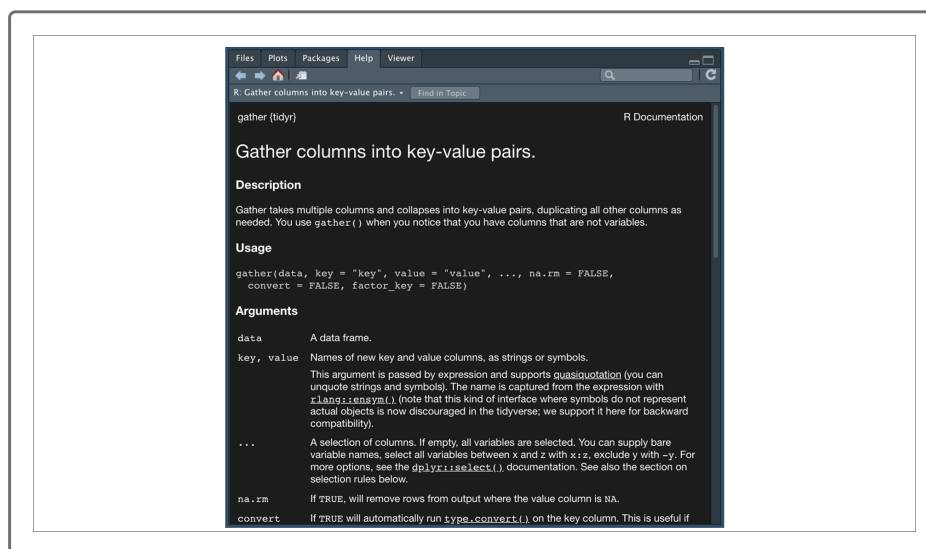 Files Plots Packages Help Viewer
R: Gather columns into key-value pairs. Find in Topic
gather {tidyr} R Documentation
Gather columns into key-value pairs.
Description
Gather takes multiple columns and collapses into key-value pairs, duplicating all other columns as
needed. You use gather() when you notice that you have columns that are not variables.
Usage
gather(data, key = "key", value = "value", ..., na.rm = FALSE,
convert = FALSE, factor_key = FALSE)
Arguments
data A data frame.
key, value Names of new key and value columns, as strings or symbols.
This argument is passed by expression and supports quasiquotation (you can
unquote strings and symbols). The name is captured from the expression with
rlang::ensym() (note that this kind of interface where symbols do not represent
actual objects is now discouraged in the tidyverse; we support it here for backward
compatibility).
... A selection of columns. If empty, all variables are selected. You can supply bare
variable names, select all variables between x and z with x:z, exclude y with -y. For
more options, see the dplyr::select() documentation. See also the section on
selection rules below.
na.rm If TRUE, will remove rows from output where the value column is NA.
convert If TRUE will automatically run type.convert() on the key column. This is useful if